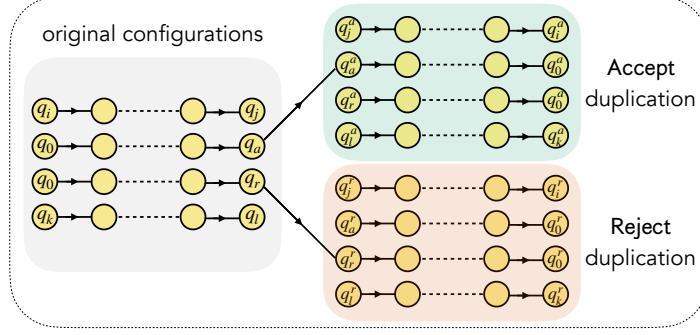 original configurations
q_i q_j
q_0 q_a
q_0 q_r
q_k q_l
q_j^a q_i^a
q_a^a q_0^a
q_r^a q_0^a
q_l^a q_k^a
Accept
duplication
q_j^r q_i^r
q_a^r q_0^r
q_r^r q_0^r
q_l^r q_k^r
Reject
duplication